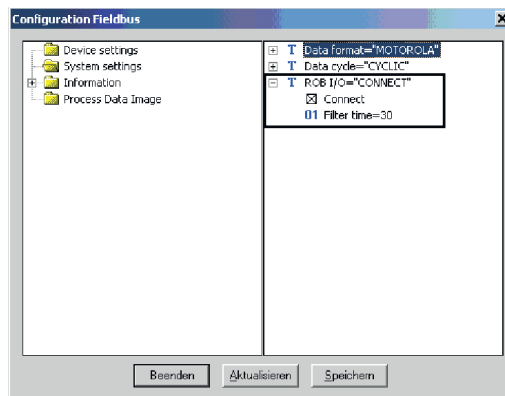 Configuration Fieldbus
Device settings
System settings
Information
Process Data Image
T Data format="MOTOROLA"
T Data cycle="CYCLIC"
T ROB I/O="CONNECT"
Connect
01 Filter time=30
Beenden
Aktualisieren
Speichern